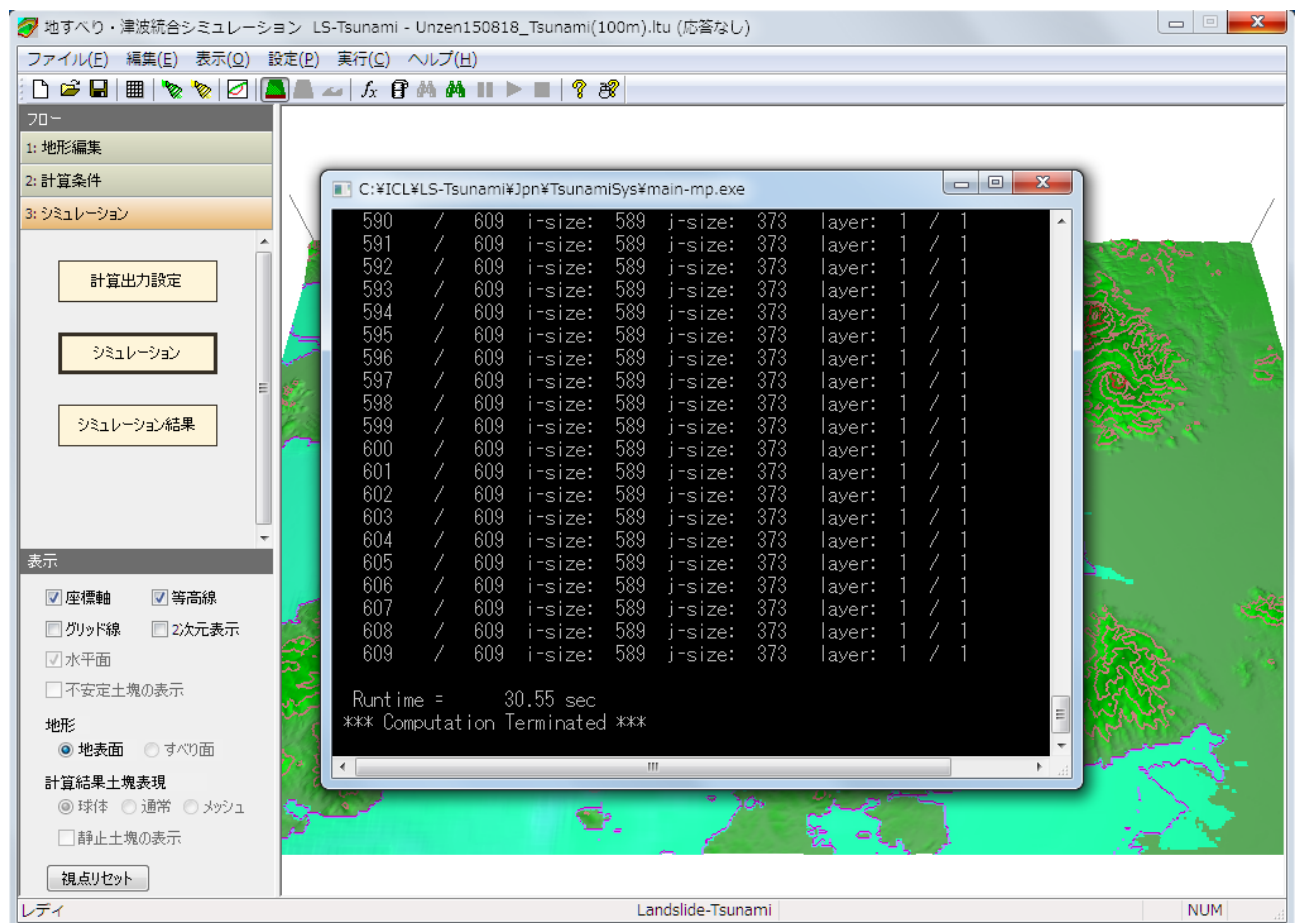 地すべり・津波統合シミュレーション LS-Tsunami - Unzen150818_Tsunami(100m).ltu (応答なし)
ファイル(F) 編集(E) 表示(O) 設定(P) 実行(C) ヘルプ(H)
フロー
1: 地形編集
2: 計算条件
3: シミュレーション
計算出力設定
シミュレーション
シミュレーション結果
表示
座標軸 等高線
グリッド線 2次元表示
水平面
不安定土塊の表示
地形
地表面 すべり面
計算結果土塊表現
球体 通常 メッシュ
静止土塊の表示
視点リセット
C:¥ICL¥LS-Tsunami¥Jpn¥TsunamiSys¥main-mp.exe
590 / 609 i-size: 589 j-size: 373 layer: 1 / 1
591 / 609 i-size: 589 j-size: 373 layer: 1 / 1
592 / 609 i-size: 589 j-size: 373 layer: 1 / 1
593 / 609 i-size: 589 j-size: 373 layer: 1 / 1
594 / 609 i-size: 589 j-size: 373 layer: 1 / 1
595 / 609 i-size: 589 j-size: 373 layer: 1 / 1
596 / 609 i-size: 589 j-size: 373 layer: 1 / 1
597 / 609 i-size: 589 j-size: 373 layer: 1 / 1
598 / 609 i-size: 589 j-size: 373 layer: 1 / 1
599 / 609 i-size: 589 j-size: 373 layer: 1 / 1
600 / 609 i-size: 589 j-size: 373 layer: 1 / 1
601 / 609 i-size: 589 j-size: 373 layer: 1 / 1
602 / 609 i-size: 589 j-size: 373 layer: 1 / 1
603 / 609 i-size: 589 j-size: 373 layer: 1 / 1
604 / 609 i-size: 589 j-size: 373 layer: 1 / 1
605 / 609 i-size: 589 j-size: 373 layer: 1 / 1
606 / 609 i-size: 589 j-size: 373 layer: 1 / 1
607 / 609 i-size: 589 j-size: 373 layer: 1 / 1
608 / 609 i-size: 589 j-size: 373 layer: 1 / 1
609 / 609 i-size: 589 j-size: 373 layer: 1 / 1
Runtime = 30.55 sec
*** Computation Terminated ***
レディ Landslide-Tsunami NUM